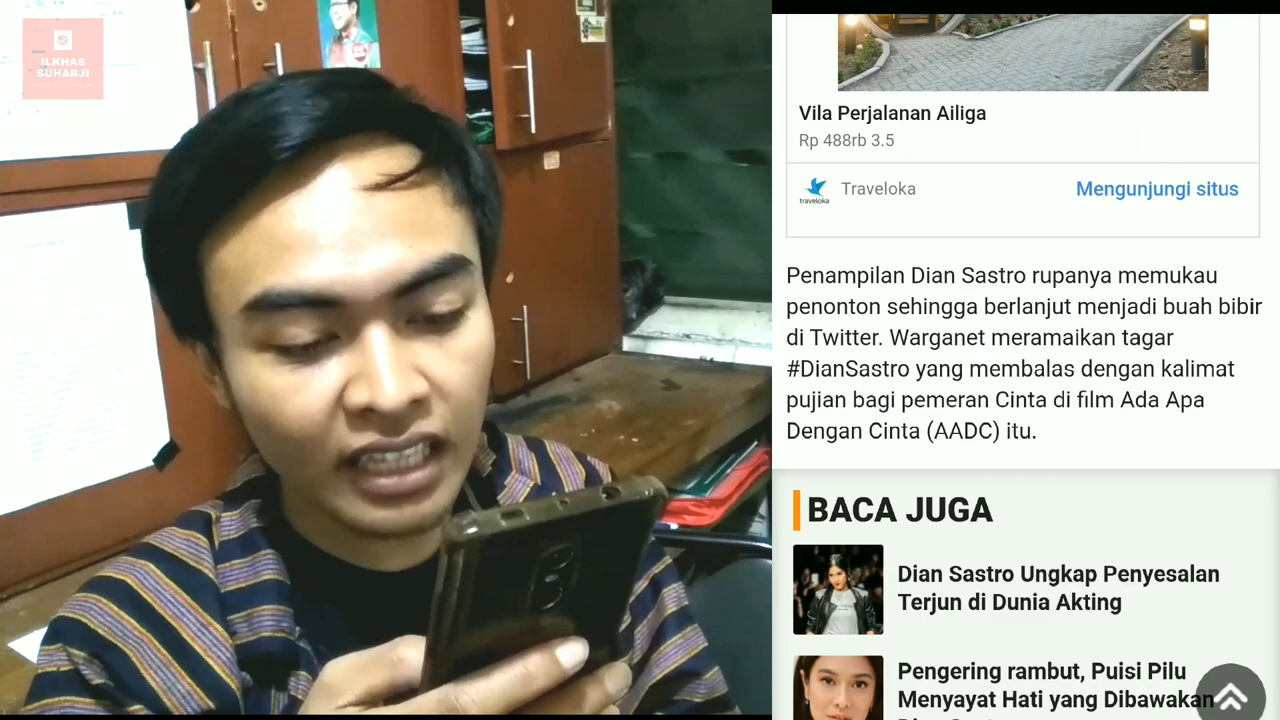 ILKHAS
SUHARJI
Vila Perjalanan Ailiga
Rp 488rb 3.5
traveloka
Traveloka
Mengunjungi situs
Penampilan Dian Sastro rupanya memukau
penonton sehingga berlanjut menjadi buah bibir
di Twitter. Warganet meramaikan tagar
#DianSastro yang membalas dengan kalimat
pujian bagi pemeran Cinta di film Ada Apa
Dengan Cinta (AADC) itu.
BACA JUGA
Dian Sastro Ungkap Penyesalan
Terjun di Dunia Akting
Pengering rambut, Puisi Pilu
Menyayat Hati yang Dibawakan